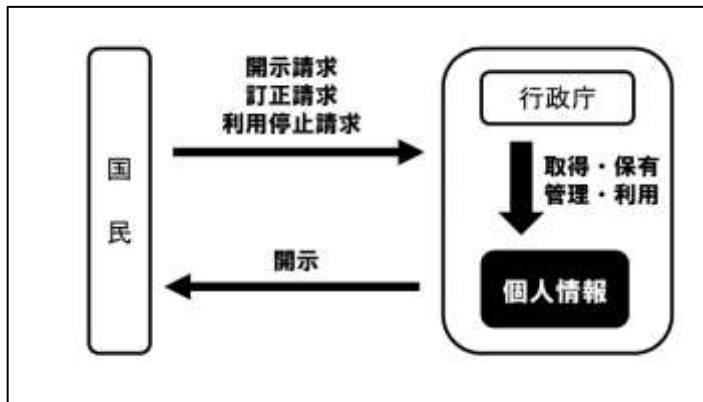 開示請求
訂正請求
利用停止請求
国民
開示
行政庁
取得・保有
管理・利用
個人情報